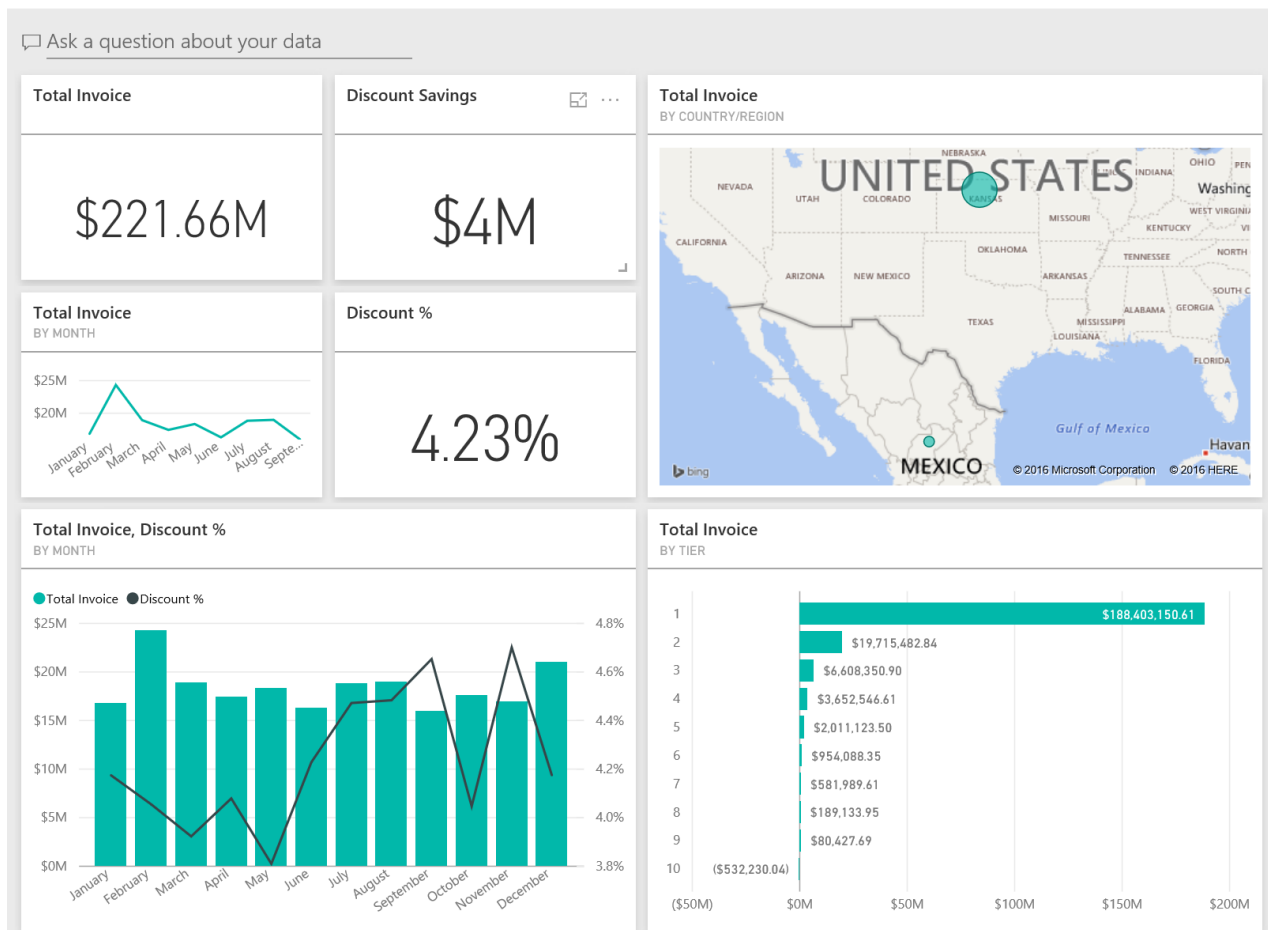 Ask a question about your data
Total Invoice
$221.66M
Discount Savings
$4M
Total Invoice
BY COUNTRY/REGION
NEBRASKA
OHIO
UNITED STATES
INDIANA
NEVADA
Washing
UTAH
COLORADO
KANSAS
WEST VIRGINIA
MISSOURI
KENTUCKY
VI
CALIFORNIA
OKLAHOMA
TENNESSEE
NORTH
ARIZONA
NEW MEXICO
ARKANSAS
SOUTH C
ALABAMA
GEORGIA
TEXAS
MISSISSIPPI
LOUISIANA
FLORIDA
Gulf of Mexico
Havan
MEXICO
bing
© 2016 Microsoft Corporation © 2016 HERE
Total Invoice
BY MONTH
$25M
$20M
January
February
March
April
May
June
July
August
Septe...
Discount %
4.23%
Total Invoice, Discount %
BY MONTH
Total Invoice Discount %
$25M
$20M
$15M
$10M
$5M
$0M
4.8%
4.6%
4.4%
4.2%
4.0%
3.8%
January
February
March
April
May
June
July
August
September
October
November
December
Total Invoice
BY TIER
1 $188,403,150.61
2 $19,715,482.84
3 $6,608,350.90
4 $3,652,546.61
5 $2,011,123.50
6 $954,088.35
7 $581,989.61
8 $189,133.95
9 $80,427.69
10 ($532,230.04)
($50M) $0M $50M $100M $150M $200M